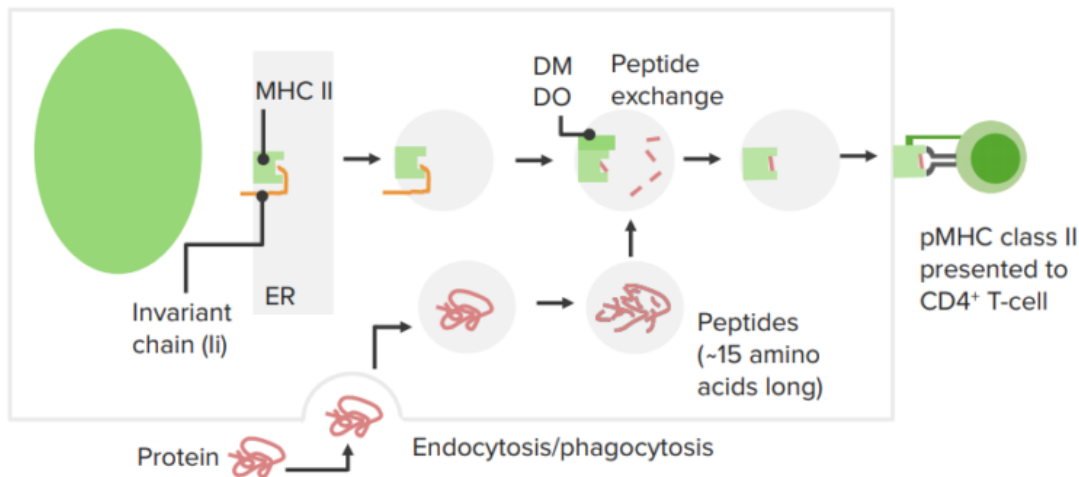 MHC II
ER
Invariant
chain (Ii)
DM
DO
Peptide
exchange
Peptides
(~15 amino
acids long)
pMHC class II
presented to
CD4⁺ T-cell
Protein
Endocytosis/phagocytosis